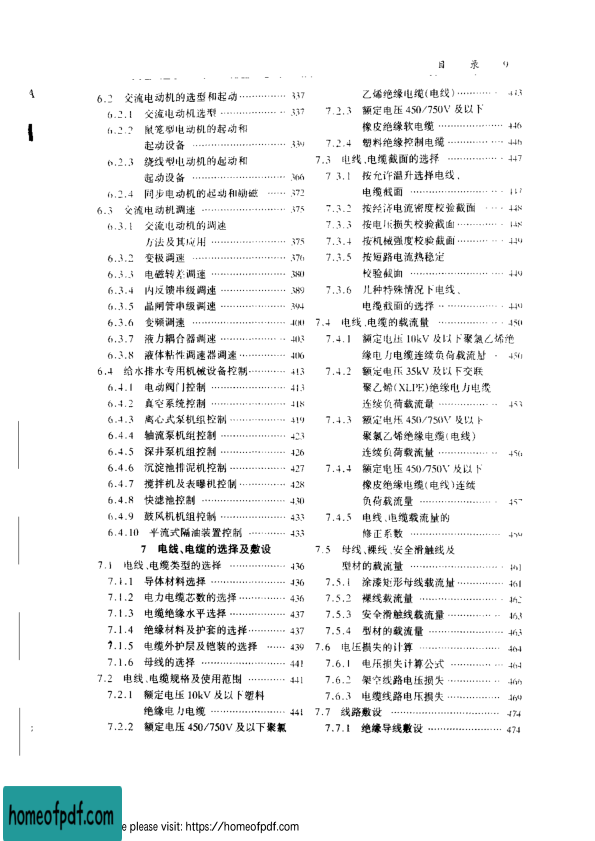 目 录 9
6.2 交流电动机的选型和起动 …………… 337
6.2.1 交流电动机选型 …………… 337
6.2.2 鼠笼型电动机的起动和
起动设备 …………… 339
6.2.3 绕线型电动机的起动和
起动设备 …………… 366
6.2.4 同步电动机的起动和励磁 …… 372
6.3 交流电动机调速 …………… 375
6.3.1 交流电动机的调速
方法及其应用 …………… 375
6.3.2 变极调速 …………… 376
6.3.3 电磁转差调速 …………… 380
6.3.4 内反馈串级调速 …………… 389
6.3.5 晶闸管串级调速 …………… 394
6.3.6 变频调速 …………… 400
6.3.7 液力耦合器调速 …………… 403
6.3.8 液体粘性调速器调速 …………… 406
6.4 给水排水专用机械设备控制 ………… 413
6.4.1 电动阀门控制 …………… 413
6.4.2 真空系统控制 …………… 418
6.4.3 离心式泵机组控制 …………… 419
6.4.4 轴流泵机组控制 …………… 423
6.4.5 深井泵机组控制 …………… 426
6.4.6 沉淀池排泥机控制 …………… 427
6.4.7 搅拌机及表曝机控制 …………… 428
6.4.8 快滤池控制 …………… 430
6.4.9 鼓风机机组控制 …………… 433
6.4.10 平流式隔油装置控制 ………… 433
7 电线、电缆的选择及敷设
7.1 电线、电缆类型的选择 …………… 436
7.1.1 导体材料选择 …………… 436
7.1.2 电力电缆芯数的选择 …………… 436
7.1.3 电缆绝缘水平选择 …………… 437
7.1.4 绝缘材料及护套的选择 ………… 437
7.1.5 电缆外护层及铠装的选择 …… 439
7.1.6 母线的选择 …………… 441
7.2 电线、电缆规格及使用范围 ………… 441
7.2.1 额定电压 10kV 及以下塑料
绝缘电力电缆 …………… 441
7.2.2 额定电压 450/750V 及以下聚氯
乙烯绝缘电缆(电线) ………… 443
7.2.3 额定电压 450/750V 及以下
橡皮绝缘软电缆 …………… 446
7.2.4 塑料绝缘控制电缆 …………… 446
7.3 电线、电缆截面的选择 …………… 447
7.3.1 按允许温升选择电线、
电缆截面 …………… 447
7.3.2 按经济电流密度校验截面 …… 448
7.3.3 按电压损失校验截面 ………… 448
7.3.4 按机械强度校验截面 ………… 449
7.3.5 按短路电流热稳定
校验截面 …………… 449
7.3.6 几种特殊情况下电线、
电缆截面的选择 …………… 449
7.4 电线、电缆的载流量 …………… 450
7.4.1 额定电压 10kV 及以下聚氯乙烯绝
缘电力电缆连续负荷载流量 … 450
7.4.2 额定电压 35kV 及以下交联
聚乙烯(XLPE)绝缘电力电缆
连续负荷载流量 …………… 453
7.4.3 额定电压 450/750V 及以下
聚氯乙烯绝缘电缆(电线)
连续负荷载流量 …………… 456
7.4.4 额定电压 450/750V 及以下
橡皮绝缘电缆(电线)连续
负荷载流量 …………… 457
7.4.5 电线、电缆载流量的
修正系数 …………… 459
7.5 母线、裸线、安全滑触线及
型材的载流量 …………… 461
7.5.1 涂漆矩形母线载流量 ………… 461
7.5.2 裸线载流量 …………… 462
7.5.3 安全滑触线载流量 …………… 463
7.5.4 型材的载流量 …………… 463
7.6 电压损失的计算 …………… 464
7.6.1 电压损失计算公式 …………… 464
7.6.2 架空线路电压损失 …………… 466
7.6.3 电缆线路电压损失 …………… 469
7.7 线路敷设 …………… 474
7.7.1 绝缘导线敷设 …………… 474
homeofpdf.com
e please visit: https://homeofpdf.com